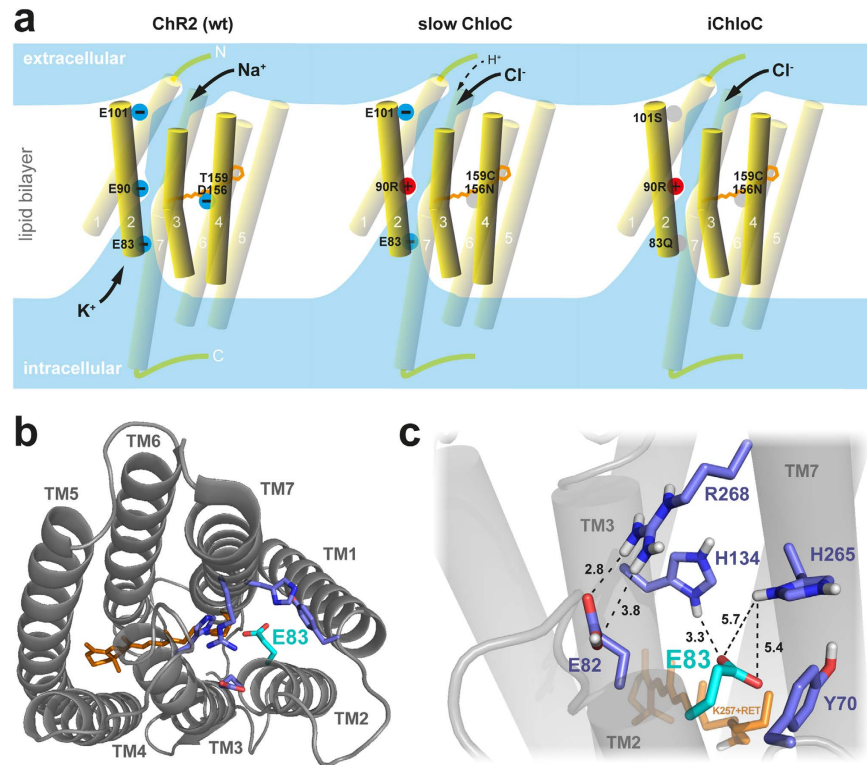 a
ChR2 (wt)
slow ChloC
iChloC
extracellular
N
Na⁺
H⁺
Cl⁻
Cl⁻
lipid bilayer
E101 −
E101 −
101S
E90 −
T159
D156 −
90R +
159C
156N
90R +
159C
156N
1 2 3 4 5 6 7
1 2 3 4 5 6 7
1 2 3 4 5 6 7
E83 −
E83 −
83Q
K⁺
intracellular
C
b
TM6
TM5
TM7
TM1
E83
TM2
TM3
TM4
c
TM7
R268
TM3
H134
H265
2.8
3.8
5.7
3.3
5.4
E82
E83
K257+RET
Y70
TM2